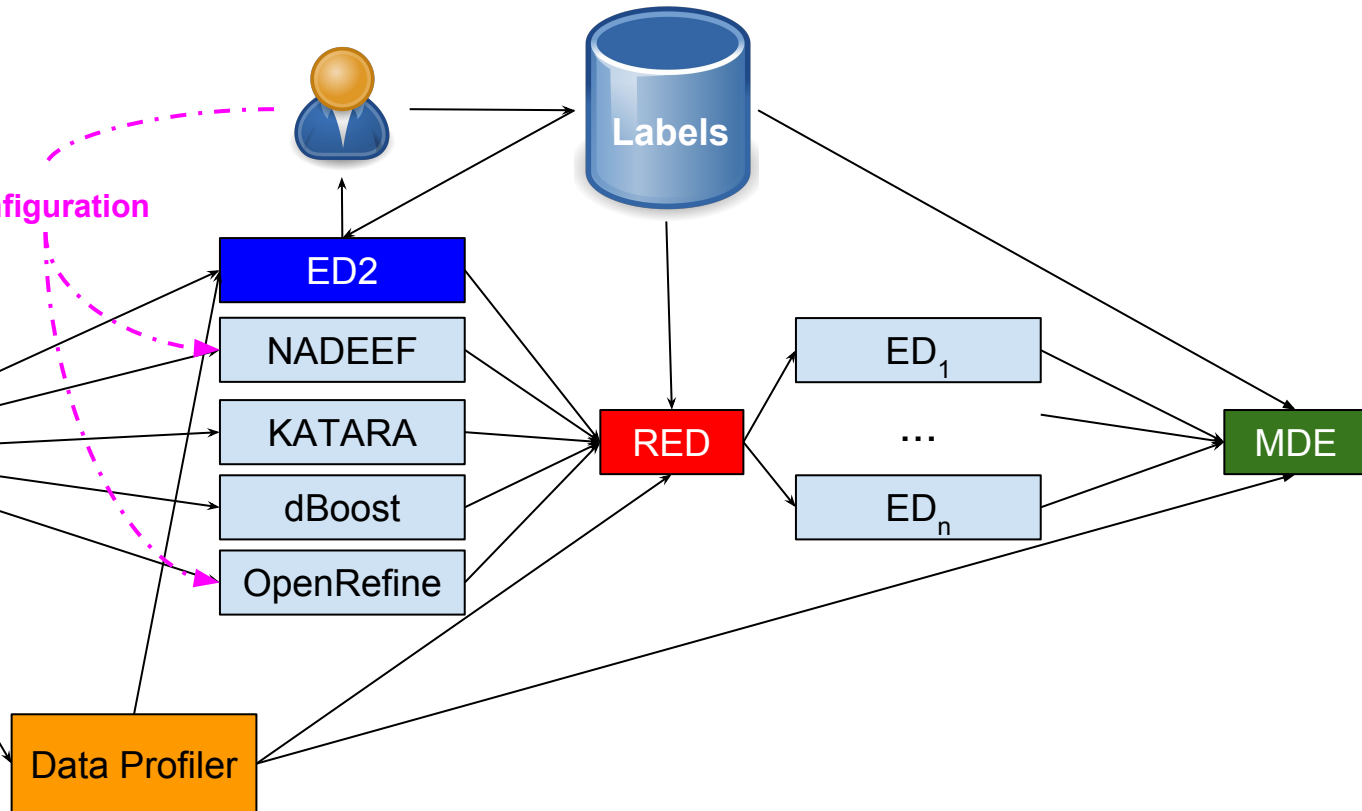 Labels
figuration
ED2
NADEEF
ED1
KATARA
RED
...
MDE
dBoost
EDn
OpenRefine
Data Profiler